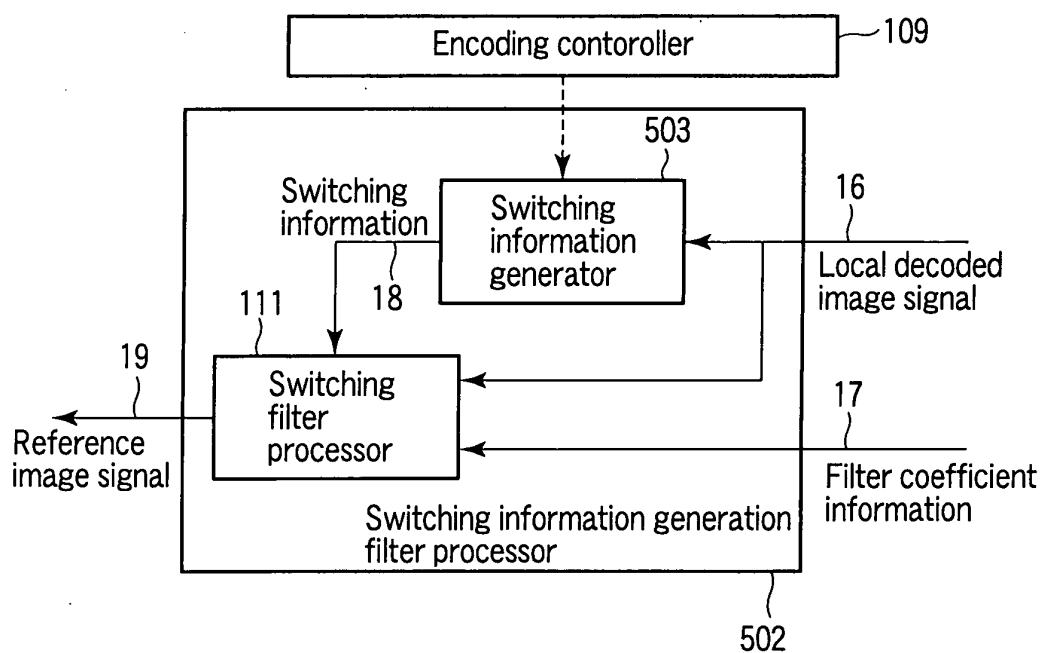 Encoding contoroller
109
503
Switching
information
generator
Switching
information
18
16
Local decoded
image signal
111
Switching
filter
processor
19
Reference
image signal
17
Filter coefficient
information
Switching information generation
filter processor
502